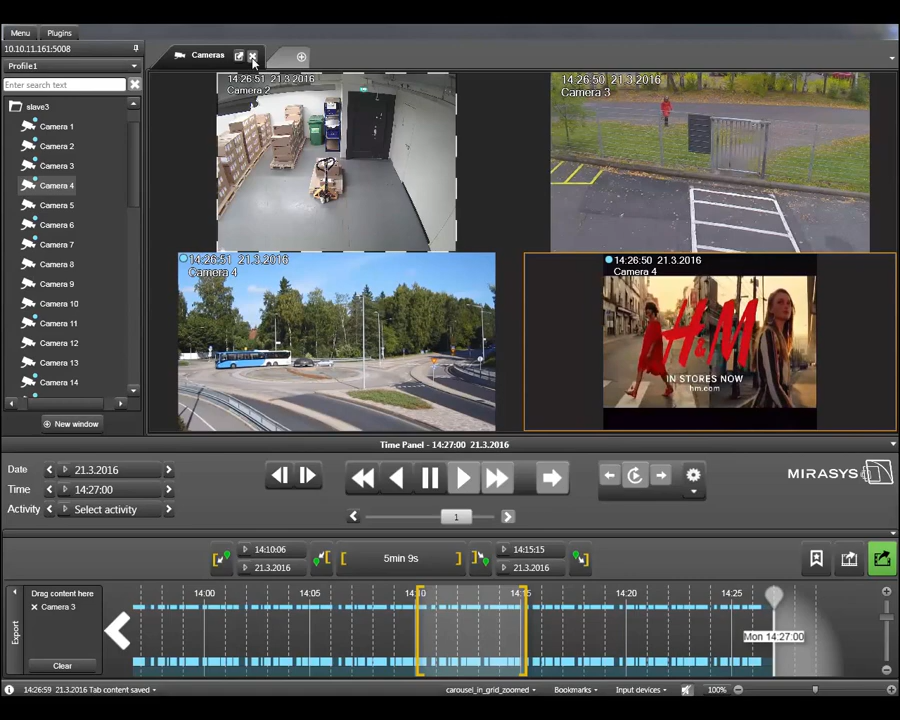 Menu Plugins
10.10.11.161:5008
Profile1
Enter search text
slave3
Camera 1
Camera 2
Camera 3
Camera 4
Camera 5
Camera 6
Camera 7
Camera 8
Camera 9
Camera 10
Camera 11
Camera 12
Camera 13
Camera 14
New window
Cameras
14:26:51 21.3.2016
Camera 2
14:26:50 21.3.2016
Camera 3
14:26:51 21.3.2016
Camera 4
14:26:50 21.3.2016
Camera 4
H&M
IN STORES NOW
hm.com
Time Panel - 14:27:00 21.3.2016
Date 21.3.2016
Time 14:27:00
Activity Select activity
1
MIRASYS
14:10:06
21.3.2016
5min 9s
14:15:15
21.3.2016
Export
Drag content here
Camera 3
Clear
14:00 14:05 14:10 14:15 14:20 14:25
Mon 14:27:00
14:26:59 21.3.2016 Tab content saved
carousel_in_grid_zoomed Bookmarks Input devices 100%